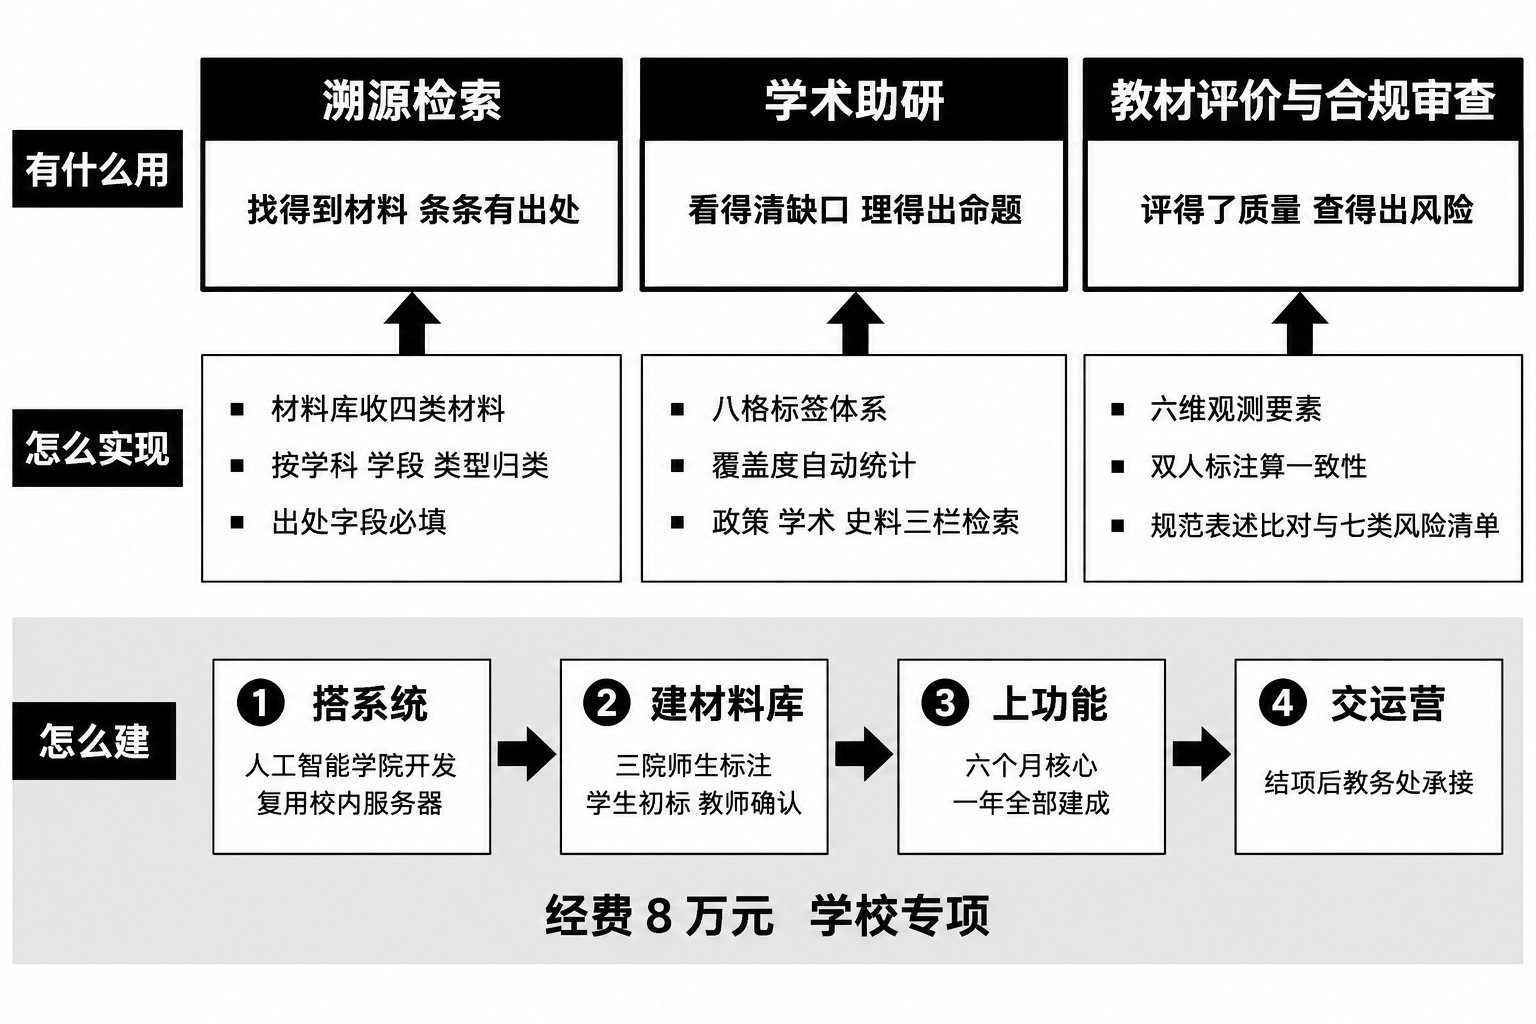 有什么用
溯源检索
找得到材料 条条有出处
学术助研
看得清缺口 理得出命题
教材评价与合规审查
评得了质量 查得出风险
怎么实现
▪ 材料库收四类材料
▪ 按学科 学段 类型归类
▪ 出处字段必填
▪ 八格标签体系
▪ 覆盖度自动统计
▪ 政策 学术 史料三栏检索
▪ 六维观测要素
▪ 双人标注算一致性
▪ 规范表述比对与七类风险清单
怎么建
1 搭系统
人工智能学院开发
复用校内服务器
2 建材料库
三院师生标注
学生初标 教师确认
3 上功能
六个月核心
一年全部建成
4 交运营
结项后教务处承接
经费 8 万元 学校专项